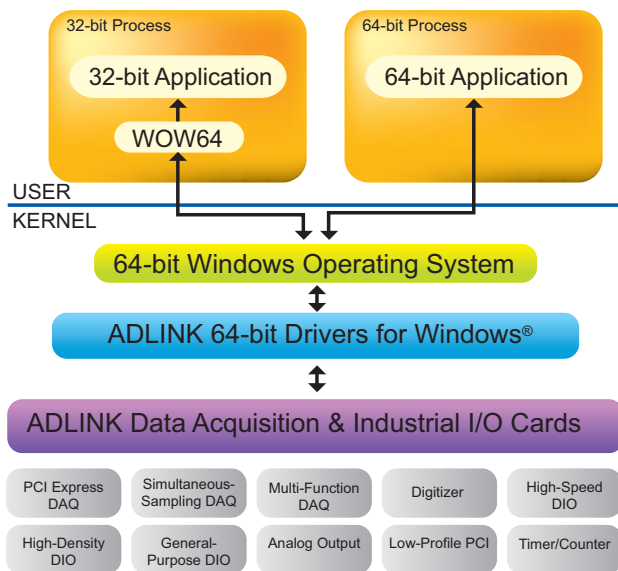 32-bit Process
64-bit Process
32-bit Application
64-bit Application
WOW64
USER
KERNEL
64-bit Windows Operating System
ADLINK 64-bit Drivers for Windows®
ADLINK Data Acquisition & Industrial I/O Cards
PCI Express
DAQ
Simultaneous-
Sampling DAQ
Multi-Function
DAQ
Digitizer
High-Speed
DIO
High-Density
DIO
General-
Purpose DIO
Analog Output
Low-Profile PCI
Timer/Counter